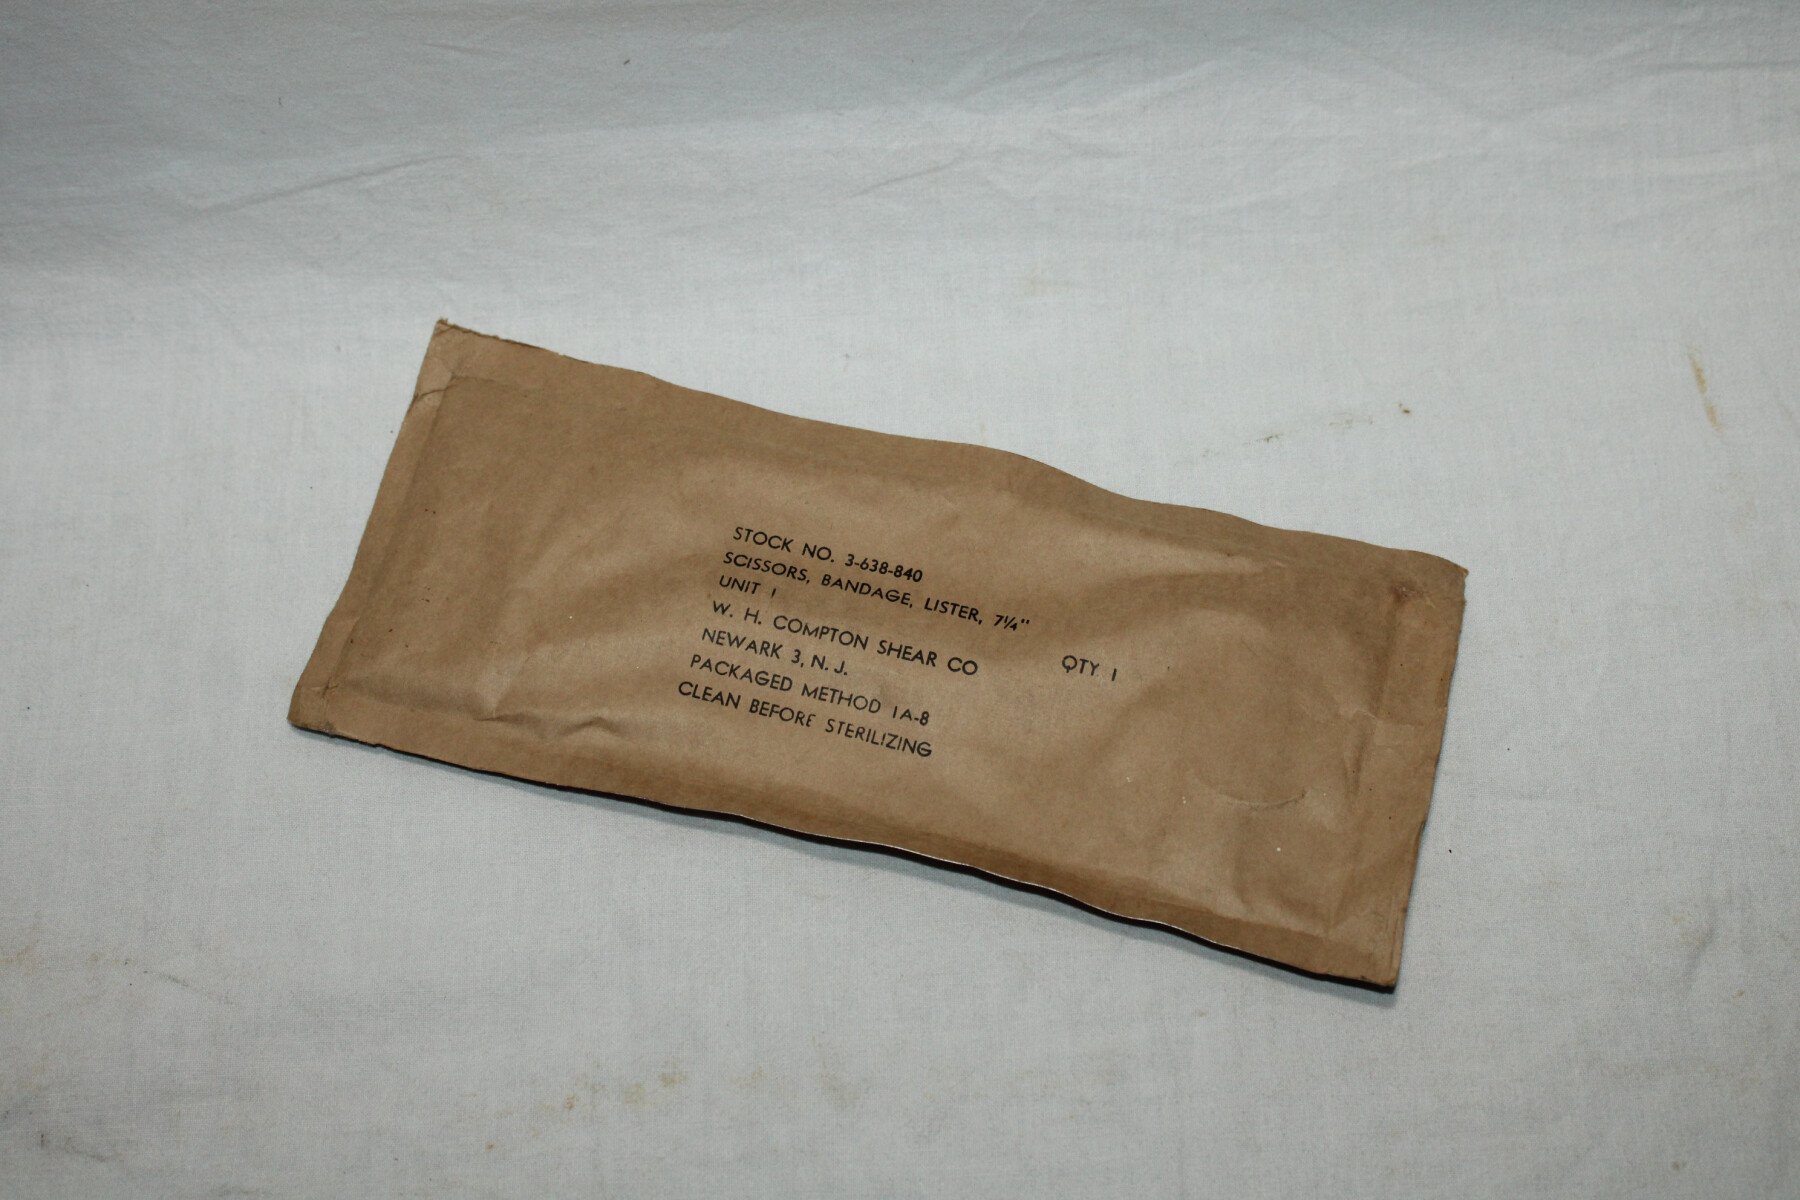 STOCK NO. 3-638-840
SCISSORS, BANDAGE, LISTER, 7¼"
UNIT 1
W. H. COMPTON SHEAR CO QTY 1
NEWARK 3, N. J.
PACKAGED METHOD 1A-8
CLEAN BEFORE STERILIZING